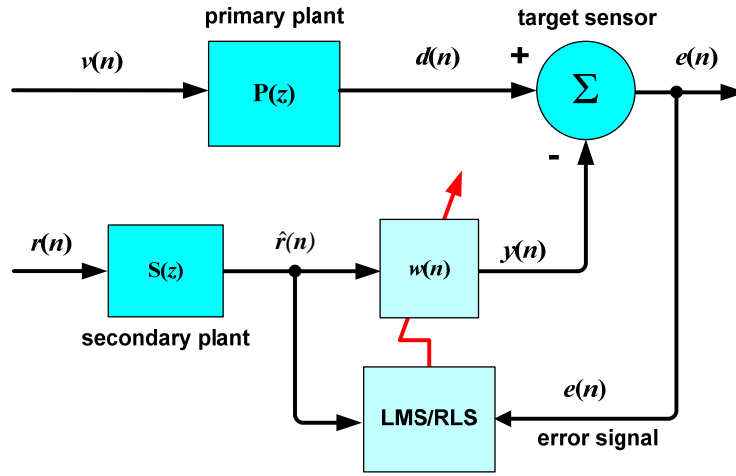 primary plant
target sensor
v(n)
P(z)
d(n)
+
Σ
e(n)
-
r(n)
S(z)
r̂(n)
w(n)
y(n)
secondary plant
LMS/RLS
e(n)
error signal